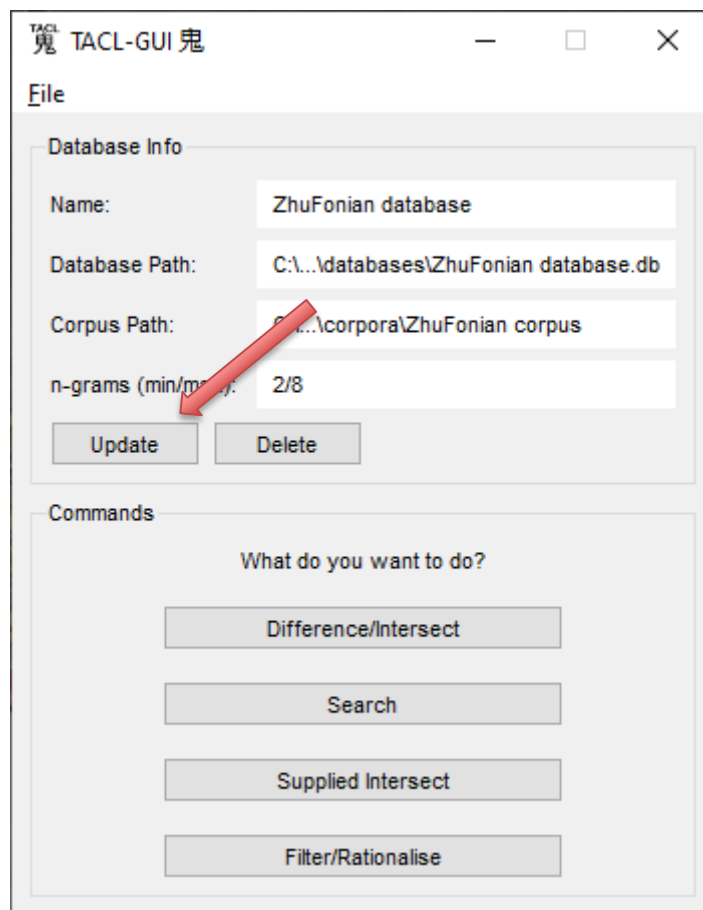 TACL TACL-GUI 鬼
File
Database Info
Name: ZhuFonian database
Database Path: C:\...\databases\ZhuFonian database.db
Corpus Path: ...\corpora\ZhuFonian corpus
n-grams (min/max): 2/8
Update Delete
Commands
What do you want to do?
Difference/Intersect
Search
Supplied Intersect
Filter/Rationalise